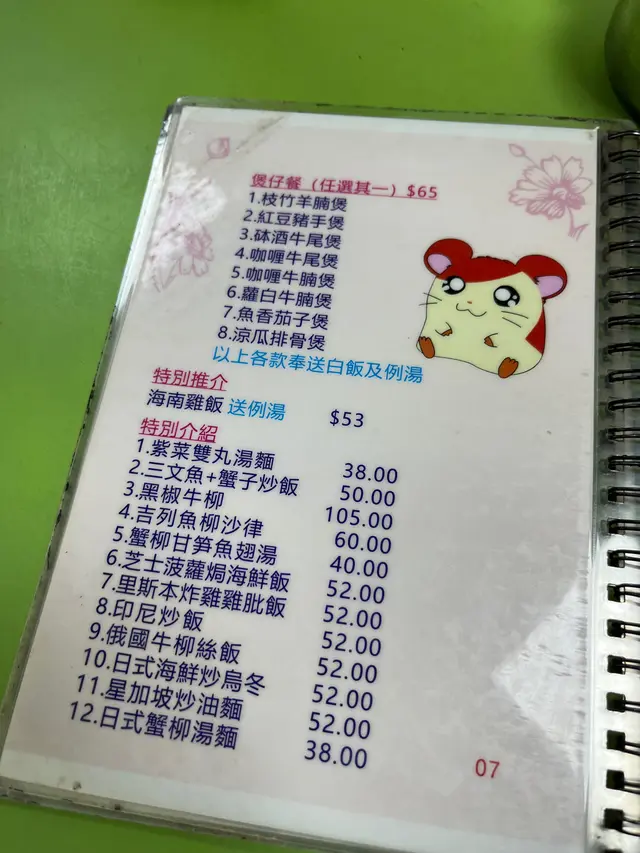 煲仔餐（任選其一）$65
1.枝竹羊腩煲
2.紅豆豬手煲
3.砵酒牛尾煲
4.咖喱牛尾煲
5.咖喱牛腩煲
6.蘿白牛腩煲
7.魚香茄子煲
8.涼瓜排骨煲
以上各款奉送白飯及例湯
特別推介
海南雞飯 送例湯 $53
特別介紹
1.紫菜雙丸湯麵 38.00
2.三文魚+蟹子炒飯 50.00
3.黑椒牛柳 105.00
4.吉列魚柳沙律 60.00
5.蟹柳甘笋魚翅湯 40.00
6.芝士菠蘿焗海鮮飯 52.00
7.里斯本炸雞雞肶飯 52.00
8.印尼炒飯 52.00
9.俄國牛柳絲飯 52.00
10.日式海鮮炒烏冬 52.00
11.星加坡炒油麵 52.00
12.日式蟹柳湯麵 38.00
07